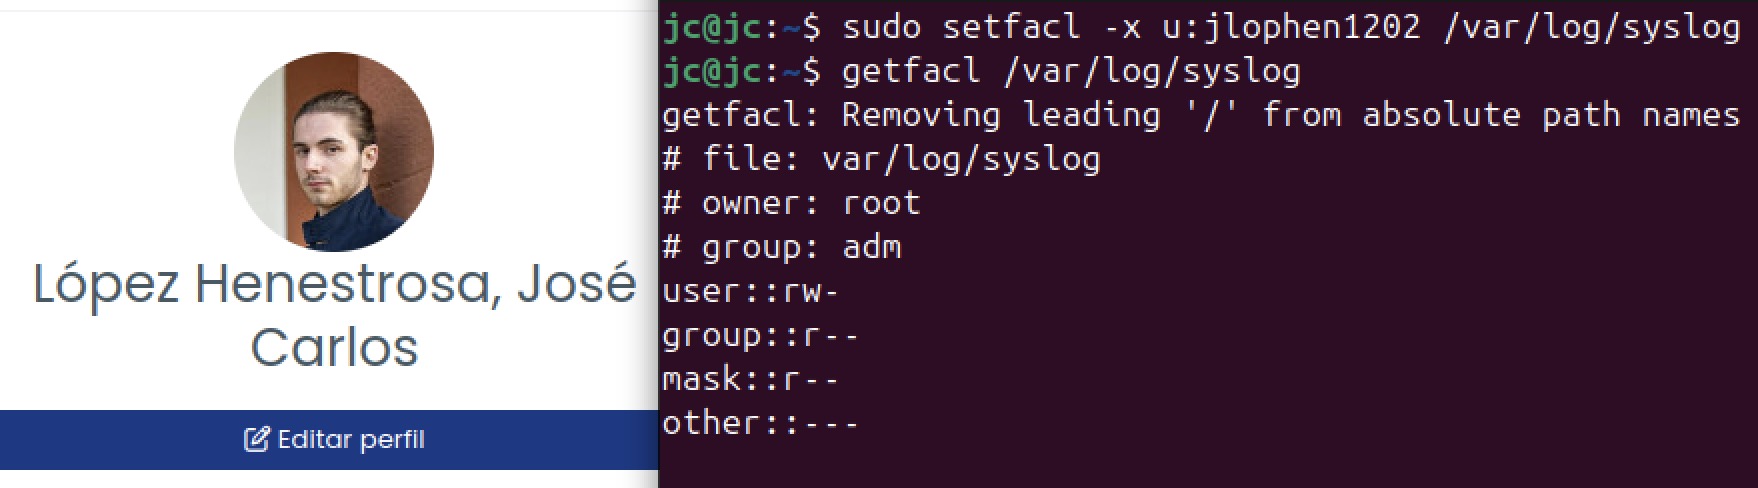 López Henestrosa, José
Carlos
Editar perfil
jc@jc:~$ sudo setfacl -x u:jlophen1202 /var/log/syslog
jc@jc:~$ getfacl /var/log/syslog
getfacl: Removing leading '/' from absolute path names
# file: var/log/syslog
# owner: root
# group: adm
user::rw-
group::r--
mask::r--
other::---